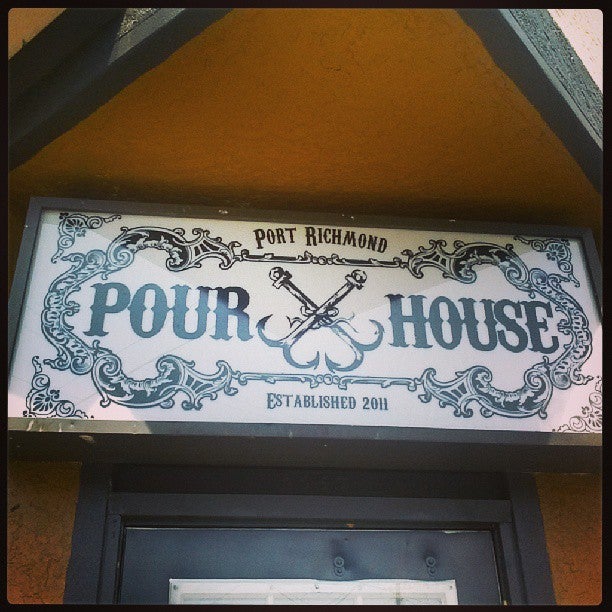 PORT RICHMOND
POUR HOUSE
ESTABLISHED 2011